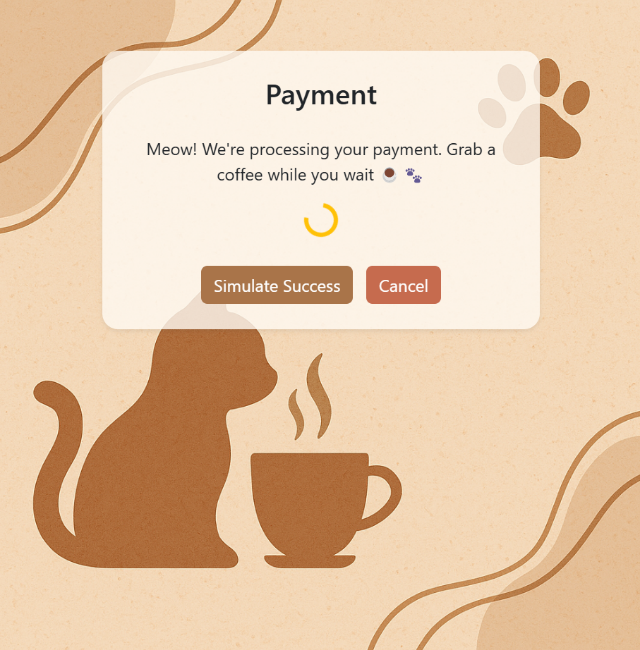 Payment
Meow! We're processing your payment. Grab a
coffee while you wait ☕ 🐾
Simulate Success
Cancel